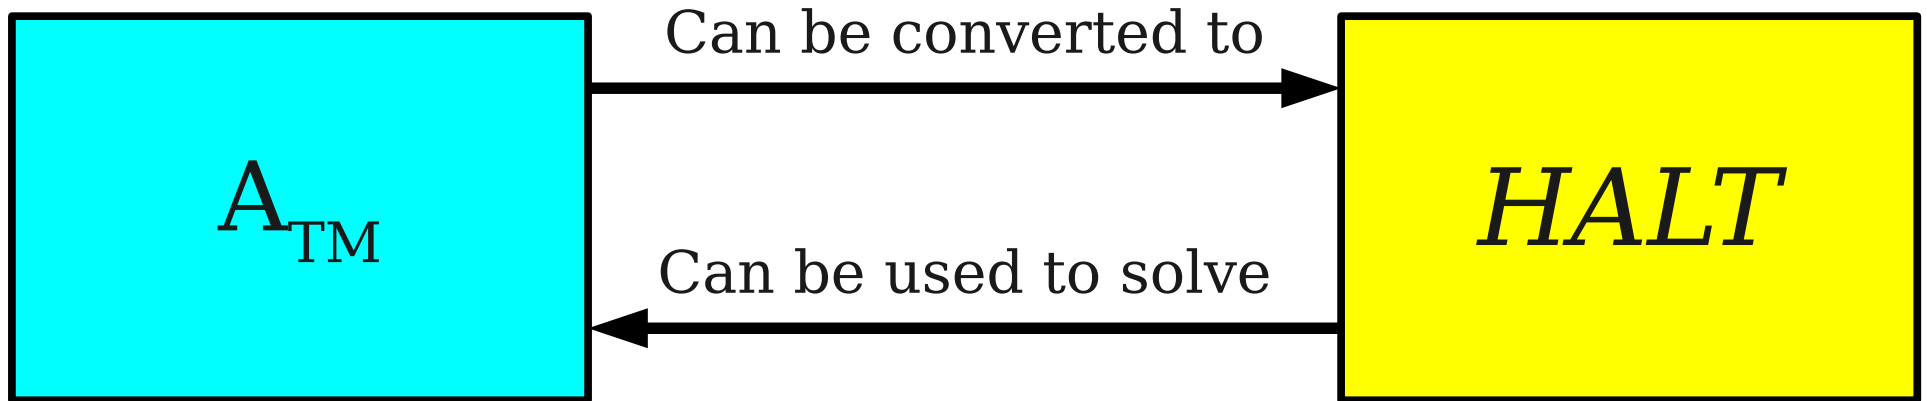 Can be converted to
A_TM
HALT
Can be used to solve